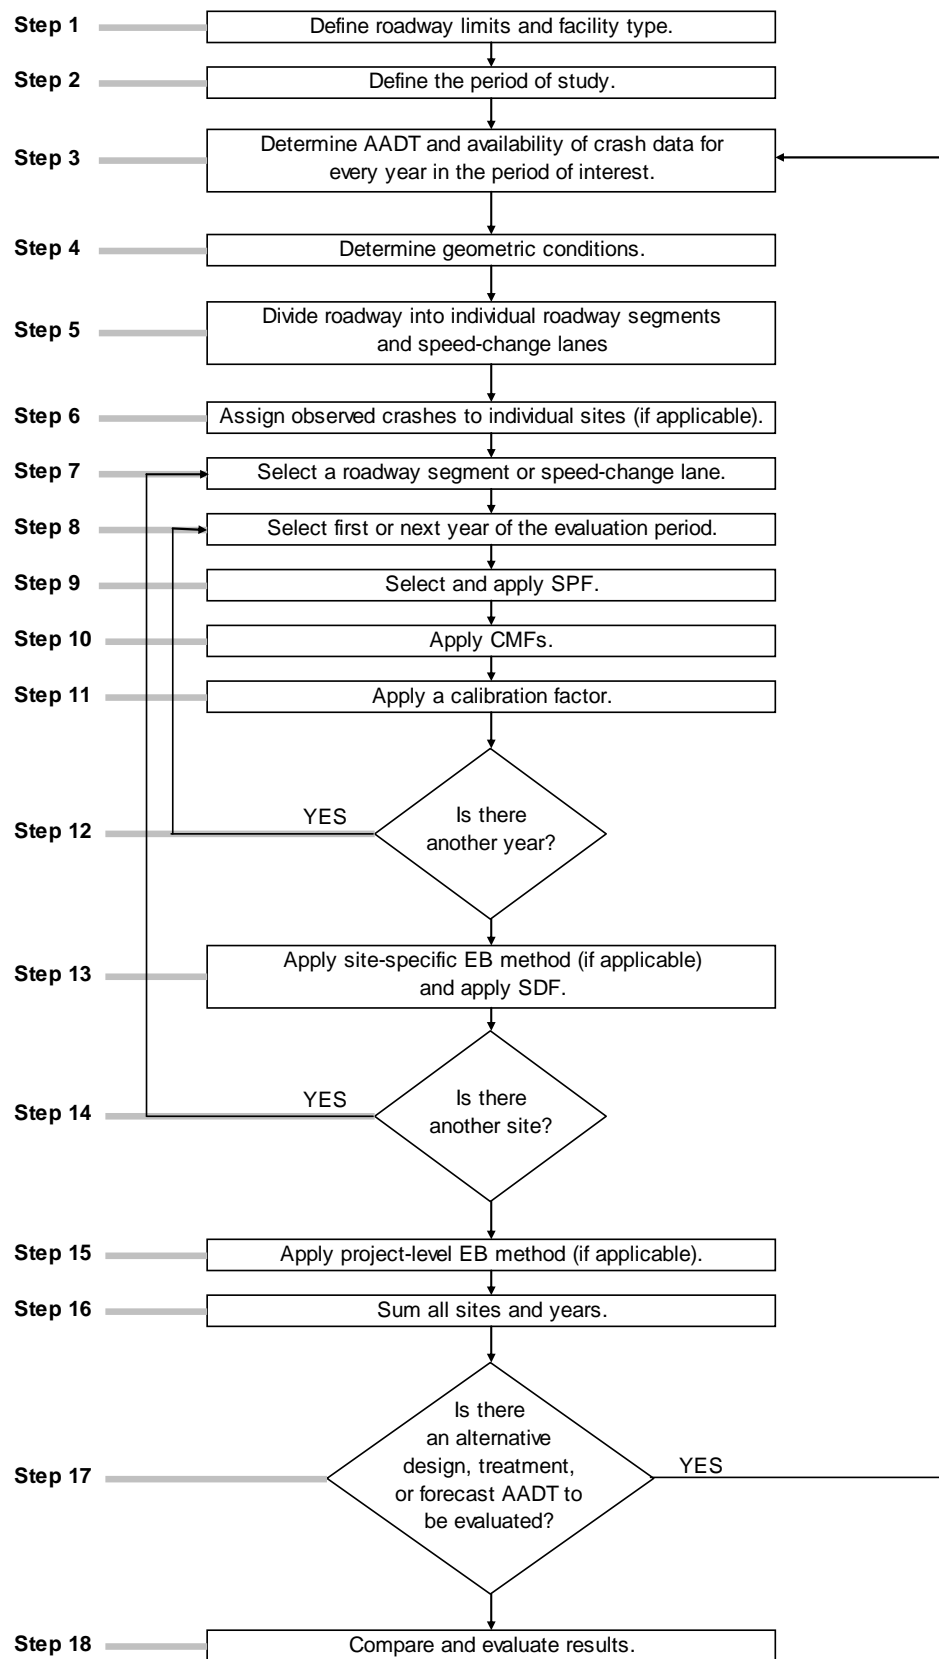 Step 1
Define roadway limits and facility type.
Step 2
Define the period of study.
Step 3
Determine AADT and availability of crash data for
every year in the period of interest.
Step 4
Determine geometric conditions.
Step 5
Divide roadway into individual roadway segments
and speed-change lanes
Step 6
Assign observed crashes to individual sites (if applicable).
Step 7
Select a roadway segment or speed-change lane.
Step 8
Select first or next year of the evaluation period.
Step 9
Select and apply SPF.
Step 10
Apply CMFs.
Step 11
Apply a calibration factor.
Step 12
YES
Is there
another year?
Step 13
Apply site-specific EB method (if applicable)
and apply SDF.
Step 14
YES
Is there
another site?
Step 15
Apply project-level EB method (if applicable).
Step 16
Sum all sites and years.
Step 17
Is there
an alternative
design, treatment,
or forecast AADT to
be evaluated?
YES
Step 18
Compare and evaluate results.